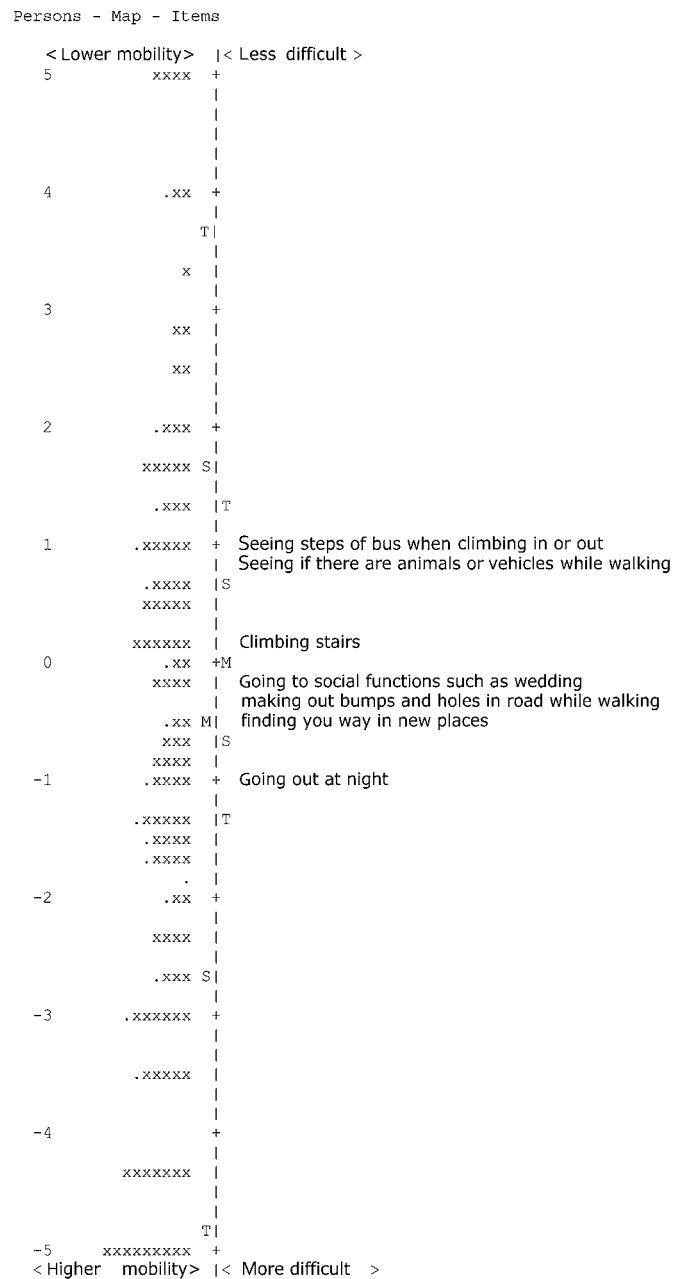 Persons - Map - Items
< Lower mobility> |< Less difficult >
5 xxxx +
|
|
|
|
|
4 .xx +
|
T|
|
x |
|
3 +
xx |
|
xx |
|
|
2 .xxx +
|
xxxxx S|
|
.xxx |T
|
1 .xxxxx + Seeing steps of bus when climbing in or out
| Seeing if there are animals or vehicles while walking
.xxxx |S
xxxxx |
|
xxxxxx | Climbing stairs
0 .xx +M
xxxx | Going to social functions such as wedding
| making out bumps and holes in road while walking
.xx M| finding you way in new places
xxx |S
xxxx |
-1 .xxxx + Going out at night
|
.xxxxx |T
.xxxx |
.xxxx |
. |
-2 .xx +
|
xxxx |
|
.xxx S|
|
-3 .xxxxxx +
|
|
.xxxxx |
|
|
-4 +
|
xxxxxxx |
|
|
T|
-5 xxxxxxxxx +
< Higher mobility> |< More difficult >